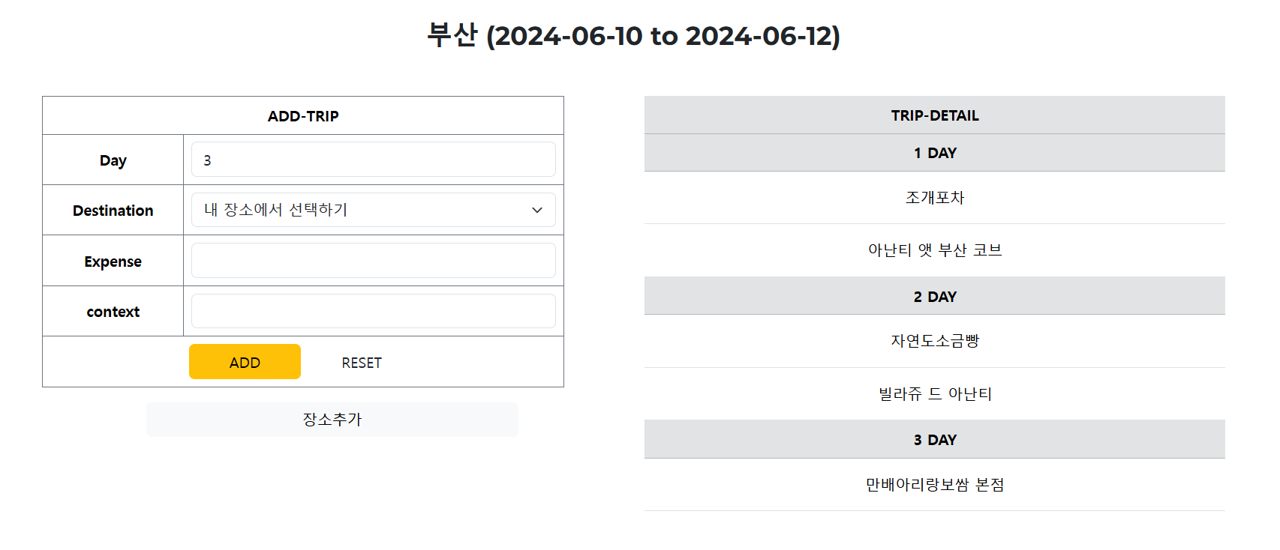 부산 (2024-06-10 to 2024-06-12)
ADD-TRIP
Day
3
Destination
내 장소에서 선택하기
Expense
context
ADD
RESET
장소추가
TRIP-DETAIL
1 DAY
조개포차
아난티 앳 부산 코브
2 DAY
자연도소금빵
빌라쥬 드 아난티
3 DAY
만배아리랑보쌈 본점